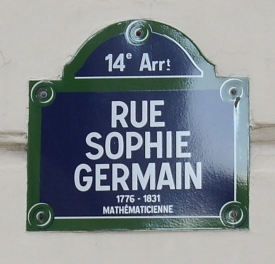 14e Arrt
RUE
SOPHIE
GERMAIN
1776 - 1831
MATHÉMATICIENNE